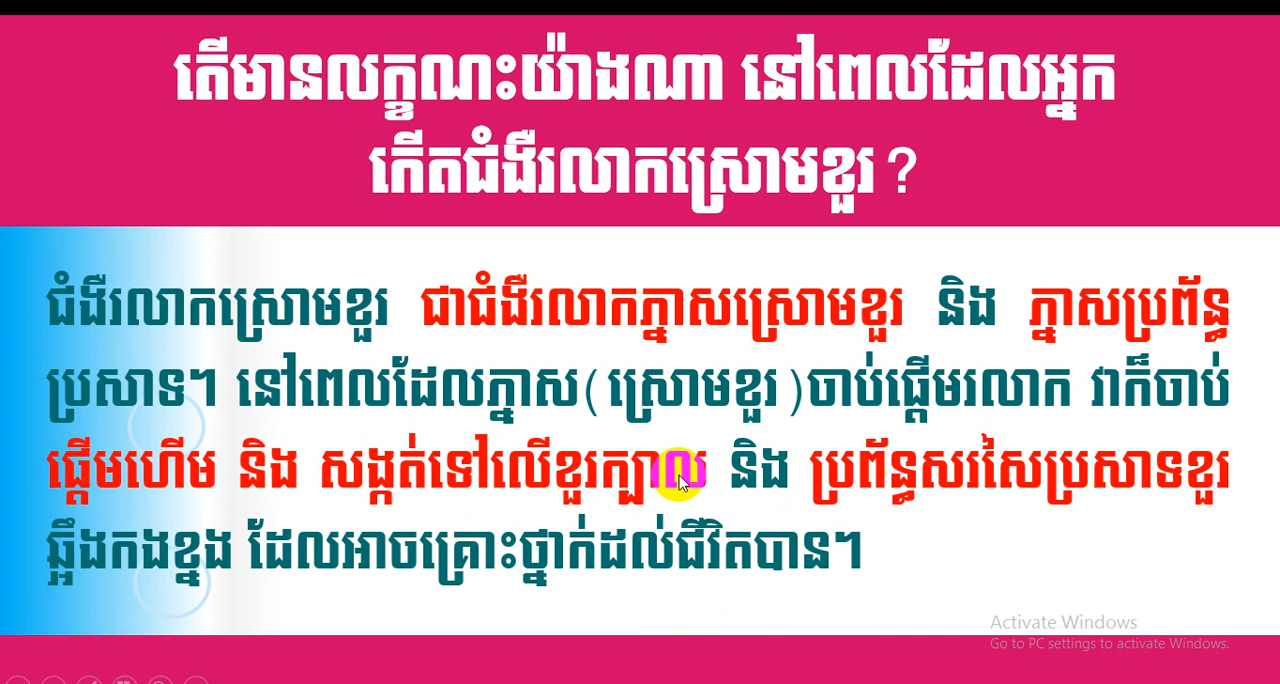 តើមានលក្ខណះយ៉ាងណា នៅពេលដែលអ្នក
កើតជំងឺរលាកស្រោមខួរ ?
ជំងឺរលាកស្រោមខួរ ជាជំងឺរលាកភ្នាសស្រោមខួរ និង ភ្នាសប្រព័ន្ធ
ប្រសាទ។ នៅពេលដែលភ្នាស(ស្រោមខួរ)ចាប់ផ្ដើមរលាក វាក៏ចាប់
ផ្ដើមហើម និង សង្កត់ទៅលើខួរក្បាល និង ប្រព័ន្ធសរសៃប្រសាទខួរ
ឆ្អឹងកងខ្នង ដែលអាចគ្រោះថ្នាក់ដល់ជីវិតបាន។
Activate Windows
Go to PC settings to activate Windows.